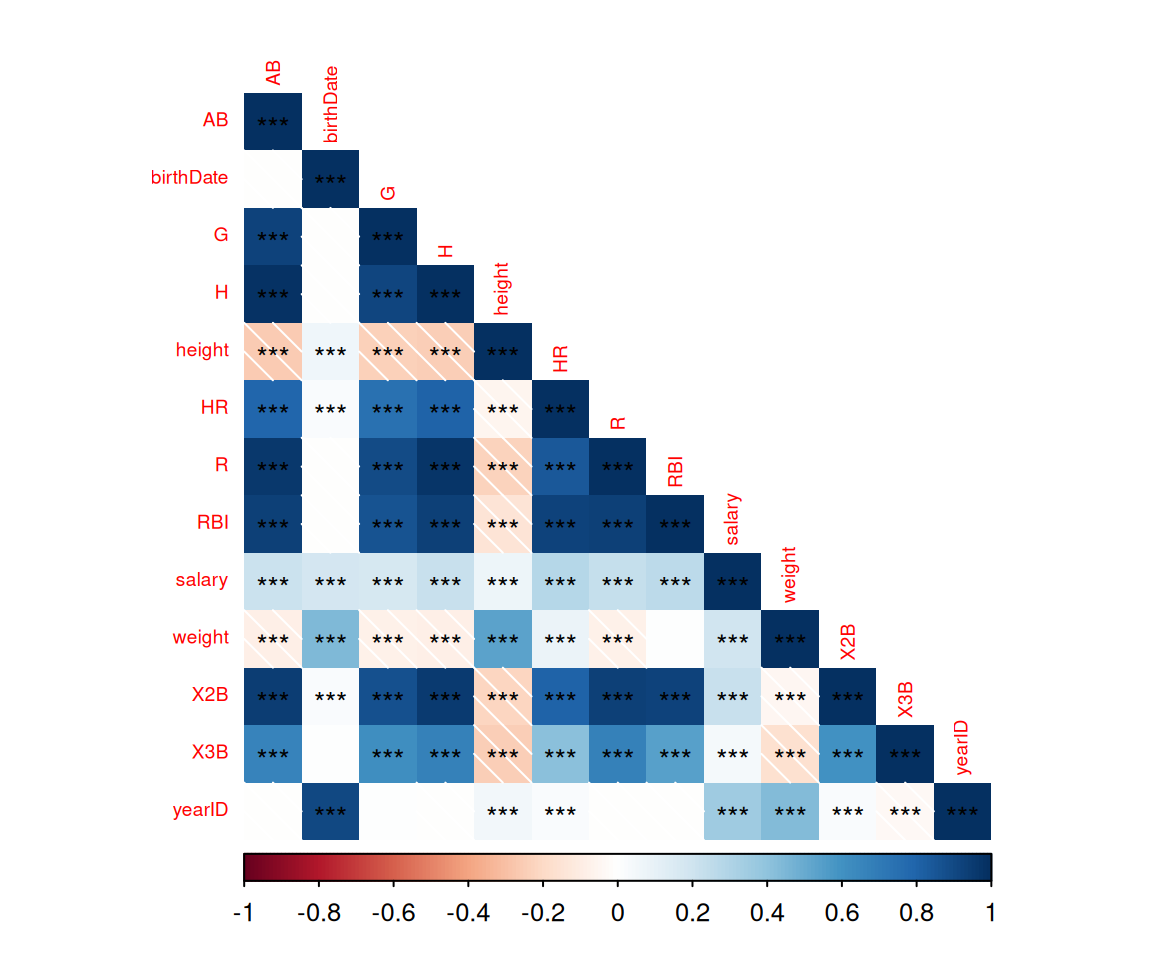 AB
birthDate
AB ***
birthDate ***
G
G *** ***
H
H *** *** ***
height
height *** *** *** *** ***
HR
HR *** *** *** *** *** ***
R
R *** *** *** *** *** ***
RBI
RBI *** *** *** *** *** *** ***
salary
salary *** *** *** *** *** *** *** *** ***
weight
weight *** *** *** *** *** *** *** *** ***
X2B
X2B *** *** *** *** *** *** *** *** *** *** ***
X3B
X3B *** *** *** *** *** *** *** *** *** *** ***
yearID
yearID *** *** *** *** *** *** *** ***
-1 -0.8 -0.6 -0.4 -0.2 0 0.2 0.4 0.6 0.8 1